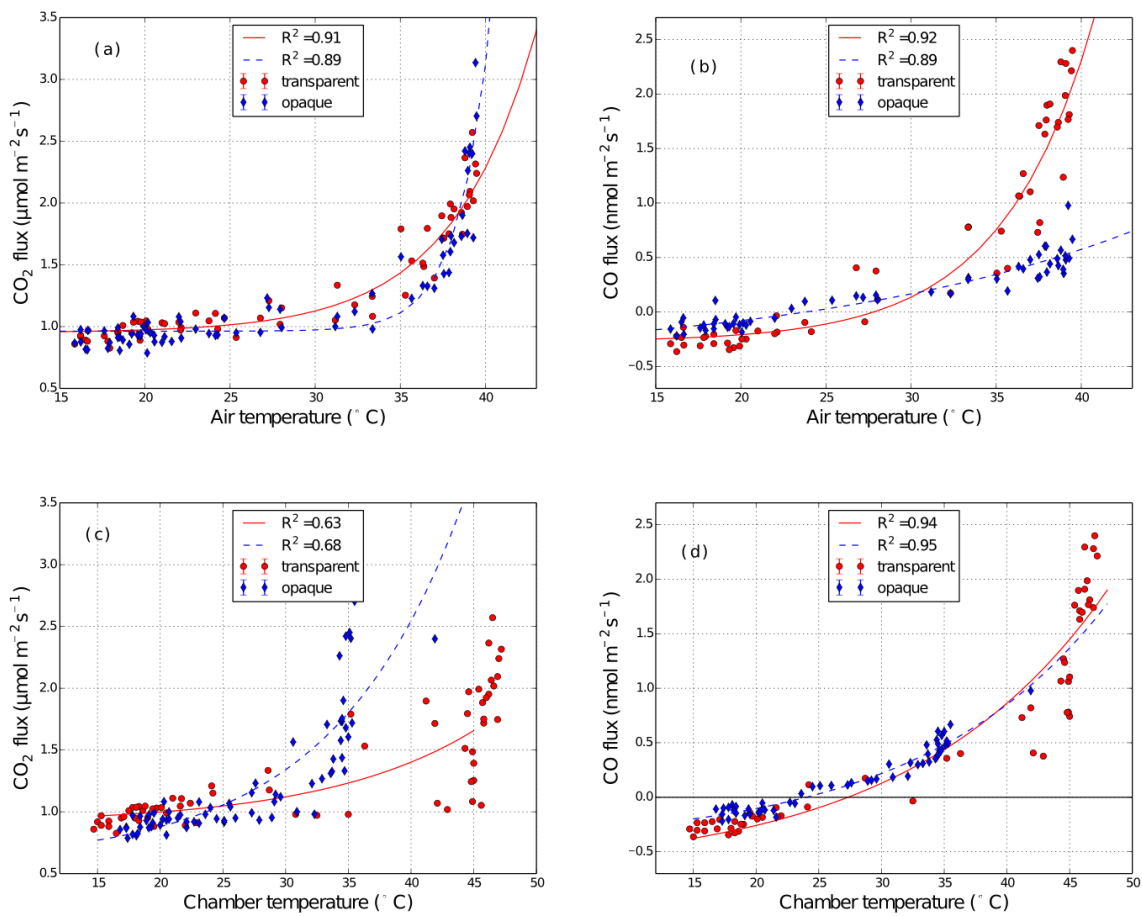 (a)
R² =0.91
R² =0.89
transparent
opaque
3.5
3.0
2.5
2.0
1.5
1.0
0.5
CO₂ flux (μmol m⁻²s⁻¹)
15 20 25 30 35 40
Air temperature (°C)
(b)
R² =0.92
R² =0.89
transparent
opaque
2.5
2.0
1.5
1.0
0.5
0.0
−0.5
CO flux (nmol m⁻²s⁻¹)
15 20 25 30 35 40
Air temperature (°C)
(c)
R² =0.63
R² =0.68
transparent
opaque
3.5
3.0
2.5
2.0
1.5
1.0
0.5
CO₂ flux (μmol m⁻²s⁻¹)
15 20 25 30 35 40 45 50
Chamber temperature (°C)
(d)
R² =0.94
R² =0.95
transparent
opaque
2.5
2.0
1.5
1.0
0.5
0.0
−0.5
CO flux (nmol m⁻²s⁻¹)
15 20 25 30 35 40 45 50
Chamber temperature (°C)